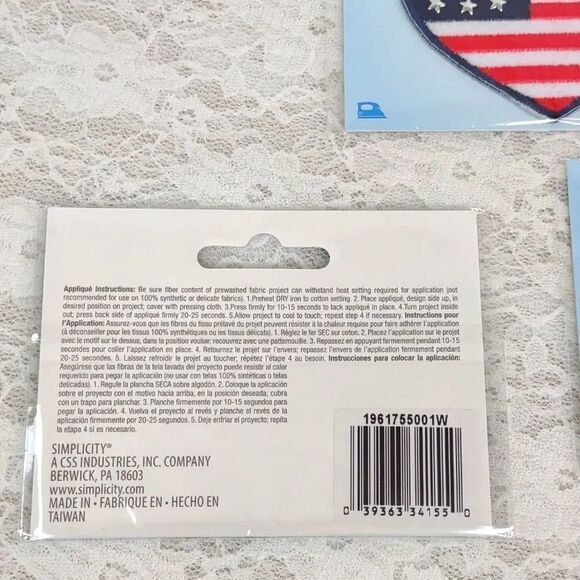 Appliqué Instructions: Be sure fiber content of prewashed fabric project can withstand heat setting required for application (not
recommended for use on 100% synthetic or delicate fabrics). 1.Preheat DRY iron to cotton setting. 2. Place appliqué, design side up, in
desired position on project; cover with pressing cloth. 3.Press firmly for 10-15 seconds to tack appliqué in place. 4.Turn project inside
out; press back side of appliqué firmly 20-25 seconds. 5.Allow project to cool to touch; repeat step 4 if necessary. Instructions pour
l'Application: Assurez-vous que les fibres du tissu prélavé du projet peuvent résister à la chaleur requise pour faire adhérer l'application
(à déconseiller pour les tissus 100% synthétiques ou les tissus délicats). 1. Réglez le fer SEC sur coton. 2. Placez l'application sur le projet
avec le motif sur le dessus, dans la position voulue; recouvrez avec une pattemouille. 3. Repassez en appuyant fermement pendant 10-15
secondes pour coller l'application en place. 4. Retournez le projet sur l'envers; repassez l'envers de l'application fermement pendant
20-25 secondes. 5. Laissez refroidir le projet au toucher; répétez l'étape 4 au besoin. Instrucciones para colocar la aplicación:
Asegúrese que las fibras de la tela lavada del proyecto puede resistir al calor
requerido para pegar la aplicación (no usar con telas 100% sintéticas o telas
delicadas). 1. Regule la plancha SECA sobre algodón. 2. Coloque la aplicación
sobre el proyecto con el motivo hacia arriba, en la posición deseada; cubra
con un trapo para planchar. 3. Planche firmemente por 10-15 segundos para
pegar la aplicación. 4. Vuelva el proyecto al revés y planche el revés de la
aplicación firmemente por 20-25 segundos. 5. Deje enfriar el proyecto; repita
la etapa 4 si es necesario.
SIMPLICITY®
A CSS INDUSTRIES, INC. COMPANY
BERWICK, PA 18603
www.simplicity.com
MADE IN • FABRIQUE EN • HECHO EN
TAIWAN
1961755001W
0 39363 34155 0